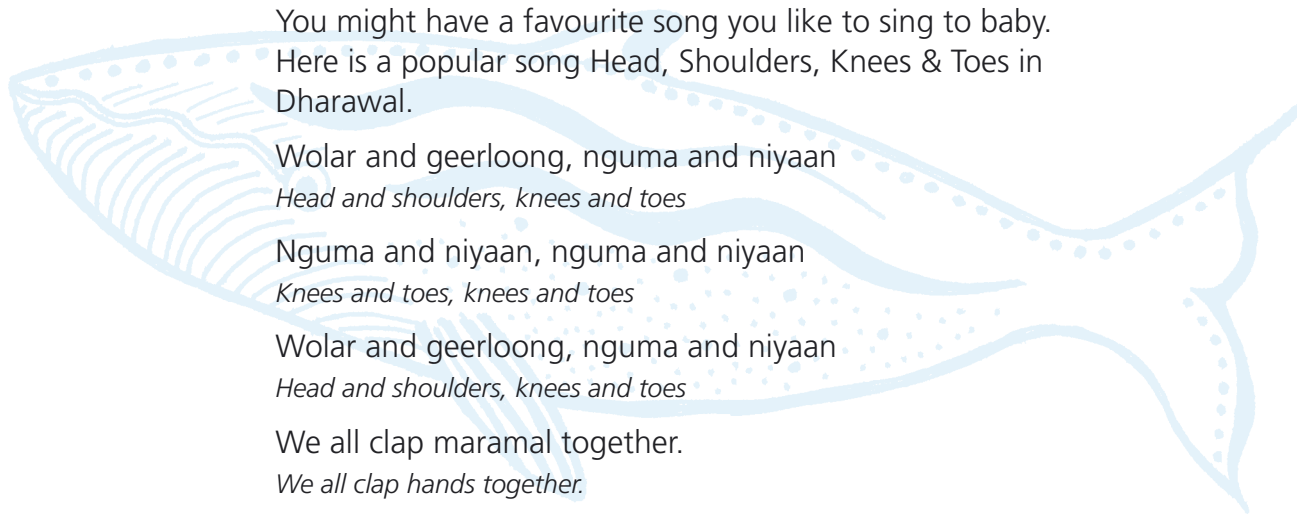 You might have a favourite song you like to sing to baby.
Here is a popular song Head, Shoulders, Knees & Toes in
Dharawal.
Wolar and geerloong, nguma and niyaan
Head and shoulders, knees and toes
Nguma and niyaan, nguma and niyaan
Knees and toes, knees and toes
Wolar and geerloong, nguma and niyaan
Head and shoulders, knees and toes
We all clap maramal together.
We all clap hands together.